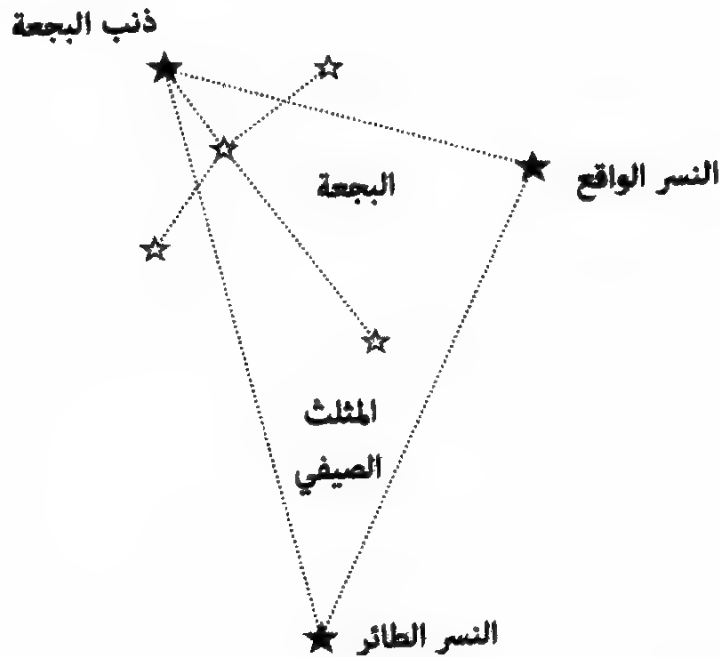 ذنب البجعة
النسر الواقع
البجعة
المثلث
الصيفي
النسر الطائر